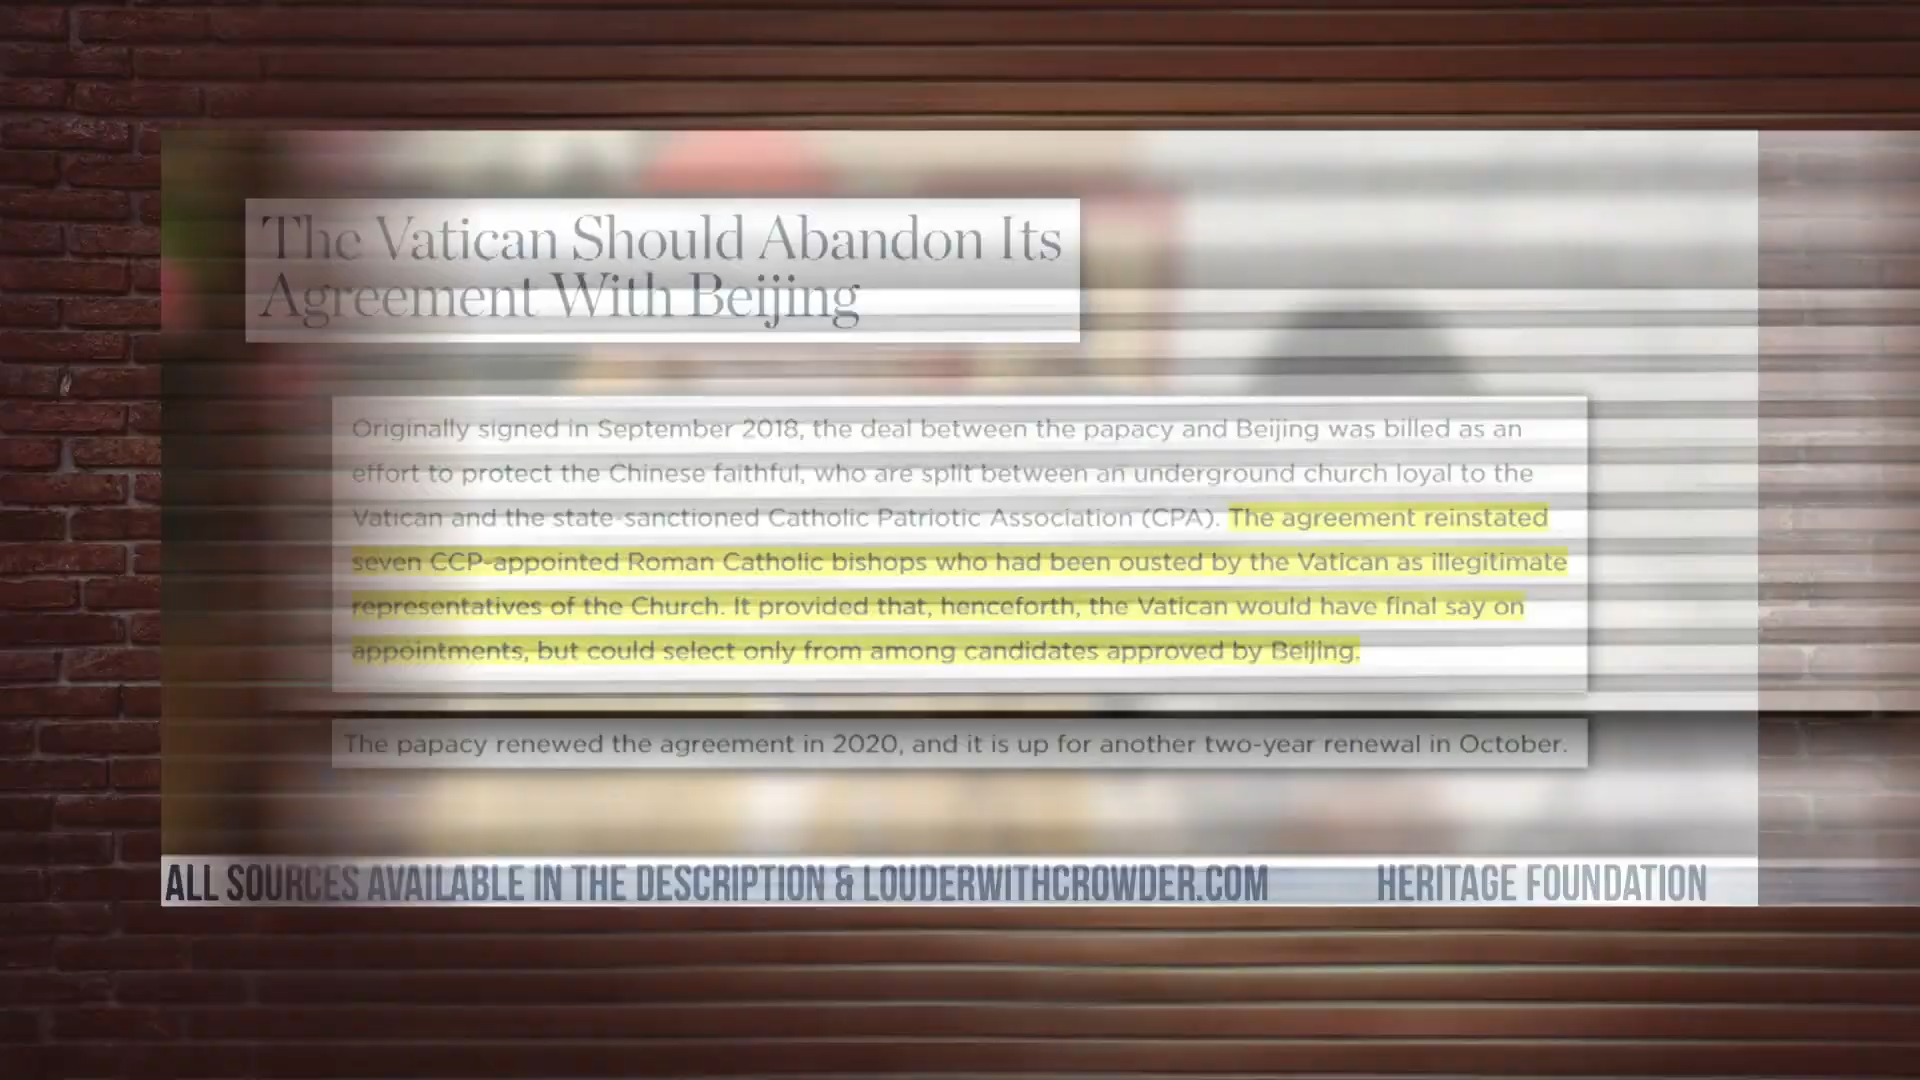 The Vatican Should Abandon Its
Agreement With Beijing
Originally signed in September 2018, the deal between the papacy and Beijing was billed as an
effort to protect the Chinese faithful, who are split between an underground church loyal to the
Vatican and the state-sanctioned Catholic Patriotic Association (CPA). The agreement reinstated
seven CCP-appointed Roman Catholic bishops who had been ousted by the Vatican as illegitimate
representatives of the Church. It provided that, henceforth, the Vatican would have final say on
appointments, but could select only from among candidates approved by Beijing.
The papacy renewed the agreement in 2020, and it is up for another two-year renewal in October.
ALL SOURCES AVAILABLE IN THE DESCRIPTION & LOUDERWITHCROWDER.COM HERITAGE FOUNDATION